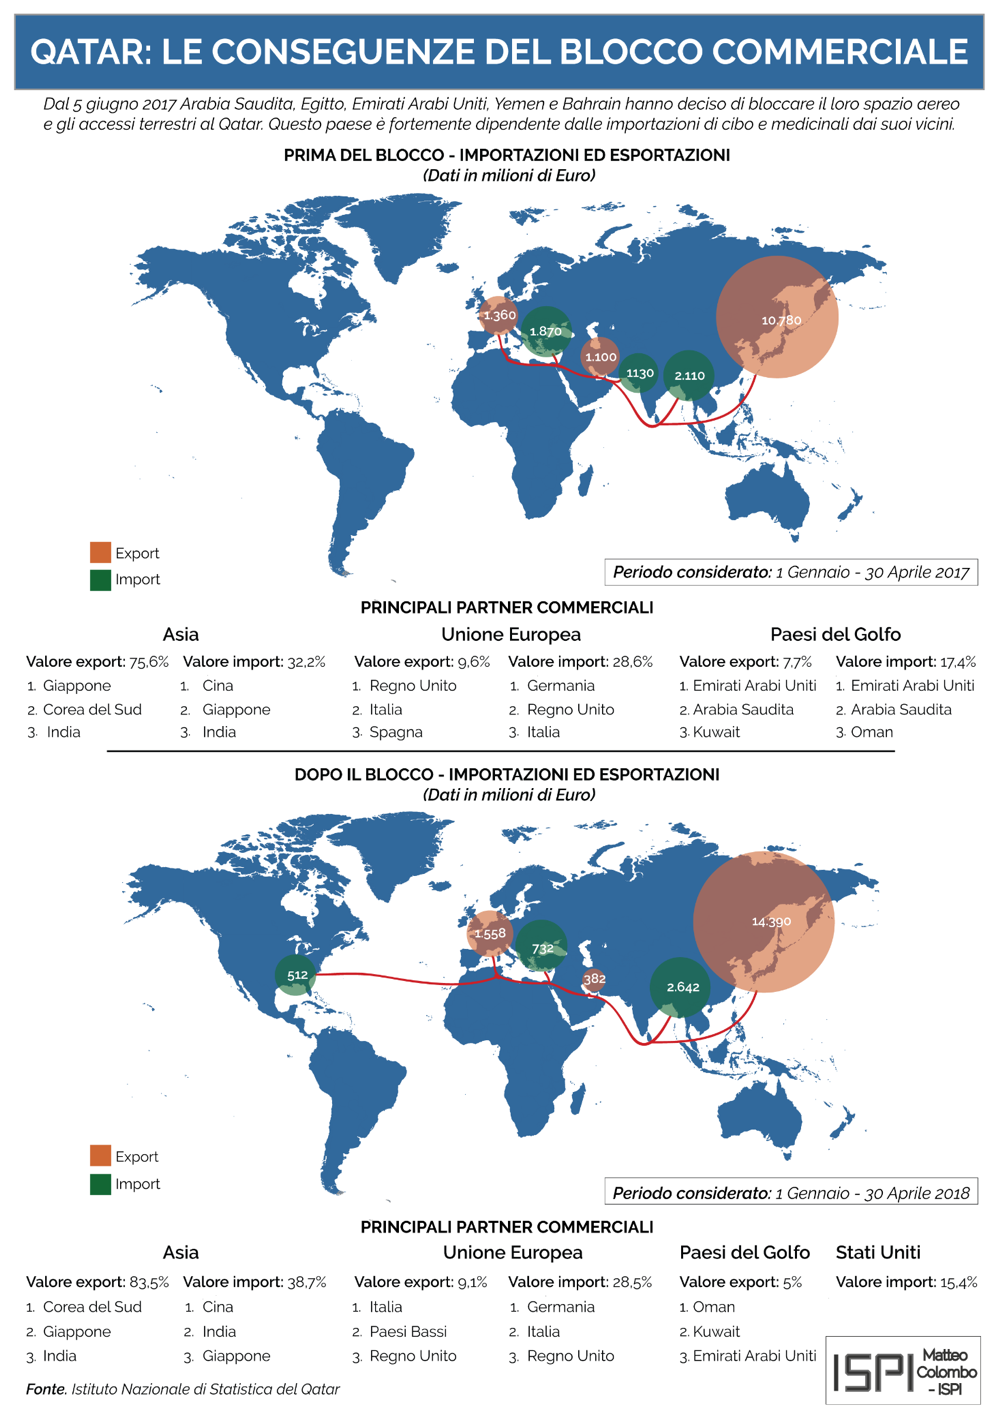 QATAR: LE CONSEGUENZE DEL BLOCCO COMMERCIALE
Dal 5 giugno 2017 Arabia Saudita, Egitto, Emirati Arabi Uniti, Yemen e Bahrain hanno deciso di bloccare il loro spazio aereo
e gli accessi terrestri al Qatar. Questo paese è fortemente dipendente dalle importazioni di cibo e medicinali dai suoi vicini.
PRIMA DEL BLOCCO - IMPORTAZIONI ED ESPORTAZIONI
(Dati in milioni di Euro)
1.360
1.870
1.100
1130
2.110
10.780
Export
Import
Periodo considerato: 1 Gennaio - 30 Aprile 2017
PRINCIPALI PARTNER COMMERCIALI
Asia
Valore export: 75,6%
1. Giappone
2. Corea del Sud
3. India
Valore import: 32,2%
1. Cina
2. Giappone
3. India
Unione Europea
Valore export: 9,6%
1. Regno Unito
2. Italia
3. Spagna
Valore import: 28,6%
1. Germania
2. Regno Unito
3. Italia
Paesi del Golfo
Valore export: 7,7%
1. Emirati Arabi Uniti
2. Arabia Saudita
3. Kuwait
Valore import: 17,4%
1. Emirati Arabi Uniti
2. Arabia Saudita
3. Oman
DOPO IL BLOCCO - IMPORTAZIONI ED ESPORTAZIONI
(Dati in milioni di Euro)
512
1.558
732
382
2.642
14.390
Export
Import
Periodo considerato: 1 Gennaio - 30 Aprile 2018
PRINCIPALI PARTNER COMMERCIALI
Asia
Valore export: 83,5%
1. Corea del Sud
2. Giappone
3. India
Valore import: 38,7%
1. Cina
2. India
3. Giappone
Unione Europea
Valore export: 9,1%
1. Italia
2. Paesi Bassi
3. Regno Unito
Valore import: 28,5%
1. Germania
2. Italia
3. Regno Unito
Paesi del Golfo
Valore export: 5%
1. Oman
2. Kuwait
3. Emirati Arabi Uniti
Stati Uniti
Valore import: 15,4%
ISPI
Matteo
Colombo
- ISPI
Fonte. Istituto Nazionale di Statistica del Qatar